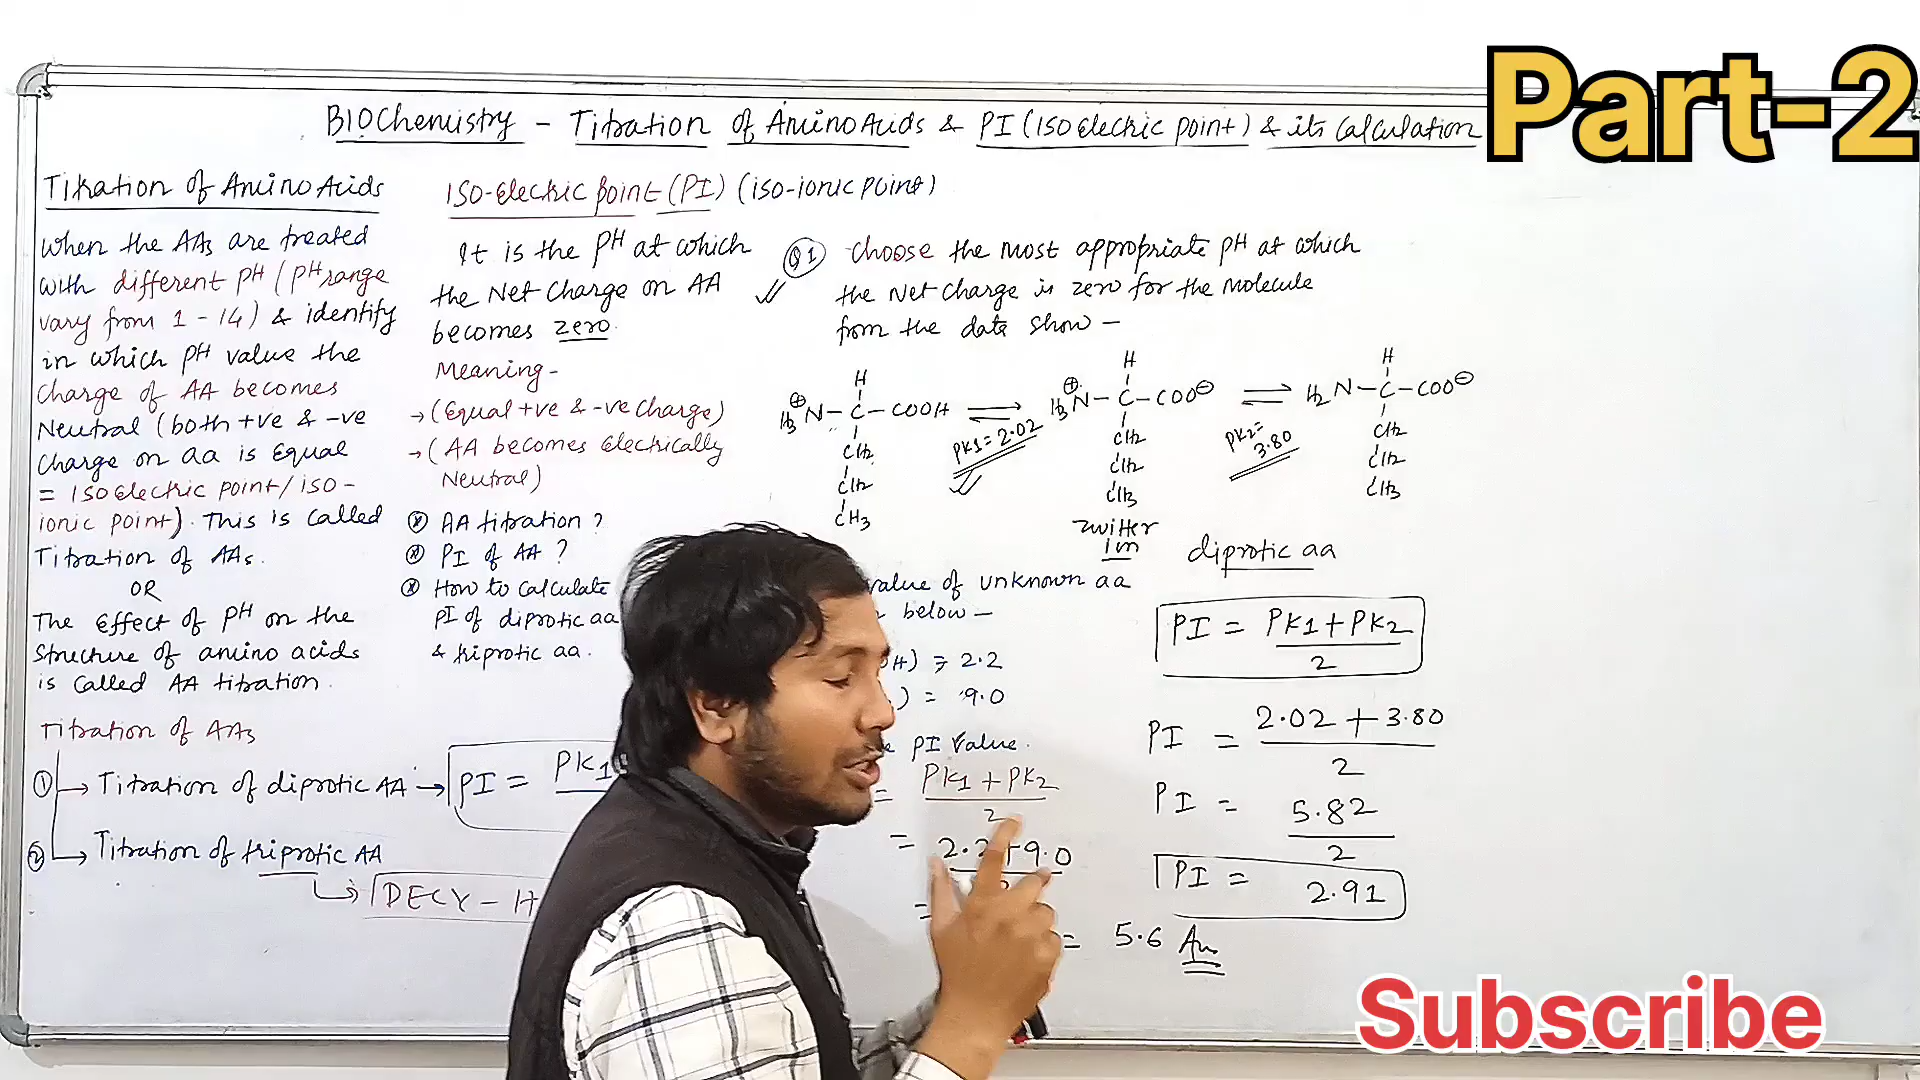 Part-2
BIOChemistry - Titration of AminoAcids & PI (ISOelectric point) & its calculation
Titration of AminoAcids
When the AAs are treated
with different PH (PH range
vary from 1 - 14) & identify
in which PH value the
charge of AA becomes
Neutral (both +ve & -ve
charge on aa is Equal
= ISOelectric point/iso-
ionic point). This is called
Titration of AAs.
OR
The effect of PH on the
structure of amino acids
is called AA titration.
Titration of AAs
① → Titration of diprotic AA → PI = PK1
② → Titration of triprotic AA
DECY - H
ISO-Electric point (PI) (iso-ionic point)
It is the PH at which
the Net charge on AA
becomes zero.
Meaning -
→ (Equal +ve & -ve charge)
→ (AA becomes Electrically
Neutral)
AA titration?
PI of AA?
How to calculate
PI of diprotic aa
& triprotic aa.
Q1 Choose the most appropriate pH at which
the Net charge is zero for the molecule
from the data show -
H H H
⊕H3N-C-COOH ⇌ ⊕H3N-C-COO⊖ ⇌ H2N-C-COO⊖
PK1=2.02 PK2=3.80
CH2 CH2 CH2
CH2 CH2 CH2
CH3 CH3 CH3
zwitter
value of unknown aa
below -
= 2.2
) = 9.0
PI value.
= PK1 + PK2
2
= 2.2+9.0
= 5.6 Ans
diprotic aa
PI = PK1+PK2
2
PI = 2.02 + 3.80
2
PI = 5.82
2
PI = 2.91
Subscribe